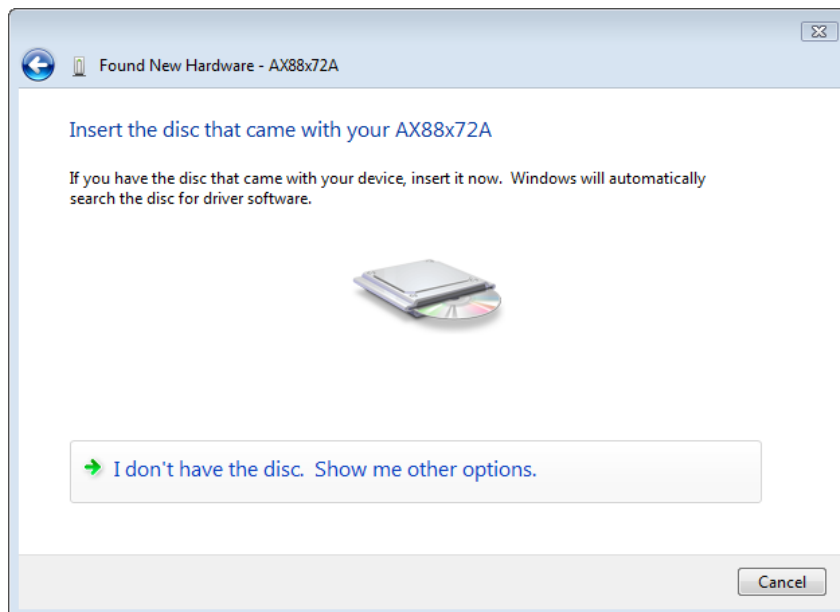 Found New Hardware - AX88x72A
Insert the disc that came with your AX88x72A
If you have the disc that came with your device, insert it now.  Windows will automatically
search the disc for driver software.
I don't have the disc.  Show me other options.
Cancel